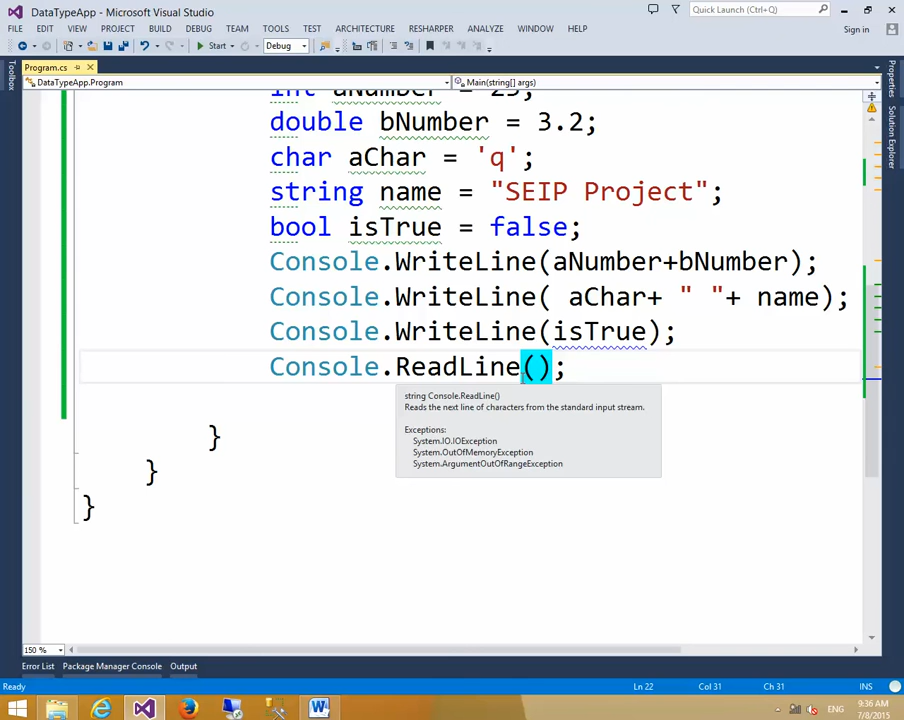 DataTypeApp - Microsoft Visual Studio
Quick Launch (Ctrl+Q)
FILE EDIT VIEW PROJECT BUILD DEBUG TEAM TOOLS TEST ARCHITECTURE RESHARPER ANALYZE WINDOW HELP
Sign in
Start Debug
Program.cs
DataTypeApp.Program
Main(string[] args)
Toolbox
Properties
Solution Explorer
int aNumber = 25;
double bNumber = 3.2;
char aChar = 'q';
string name = "SEIP Project";
bool isTrue = false;
Console.WriteLine(aNumber+bNumber);
Console.WriteLine( aChar+ " "+ name);
Console.WriteLine(isTrue);
Console.ReadLine();
string Console.ReadLine()
Reads the next line of characters from the standard input stream.
Exceptions:
System.IO.IOException
System.OutOfMemoryException
System.ArgumentOutOfRangeException
}
}
}
150 %
Error List Package Manager Console Output
Ready
Ln 22 Col 31 Ch 31 INS
ENG
9:36 AM
7/8/2015